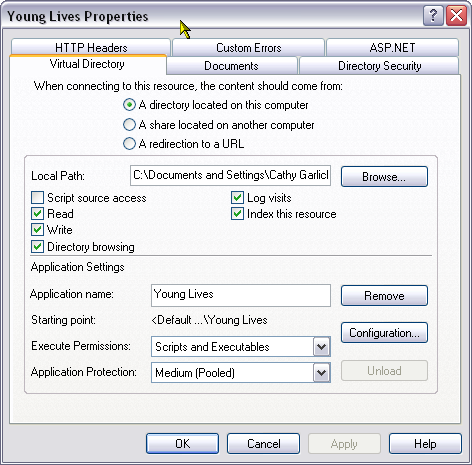 Young Lives Properties
HTTP Headers Custom Errors ASP.NET
Virtual Directory Documents Directory Security
When connecting to this resource, the content should come from:
A directory located on this computer
A share located on another computer
A redirection to a URL
Local Path: C:\Documents and Settings\Cathy Garlicl Browse...
Script source access Log visits
Read Index this resource
Write
Directory browsing
Application Settings
Application name: Young Lives Remove
Starting point: <Default ...\Young Lives
Configuration...
Execute Permissions: Scripts and Executables
Application Protection: Medium (Pooled) Unload
OK Cancel Apply Help